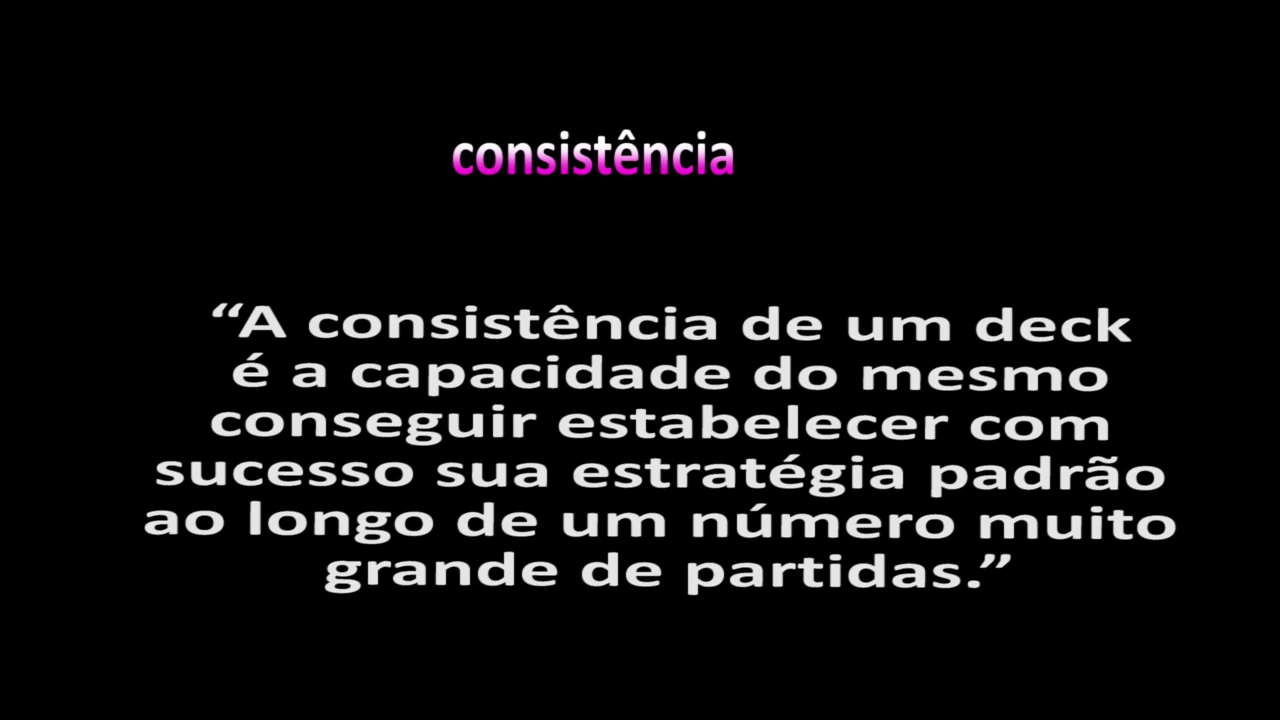 consistência
“A consistência de um deck
é a capacidade do mesmo
conseguir estabelecer com
sucesso sua estratégia padrão
ao longo de um número muito
grande de partidas.”